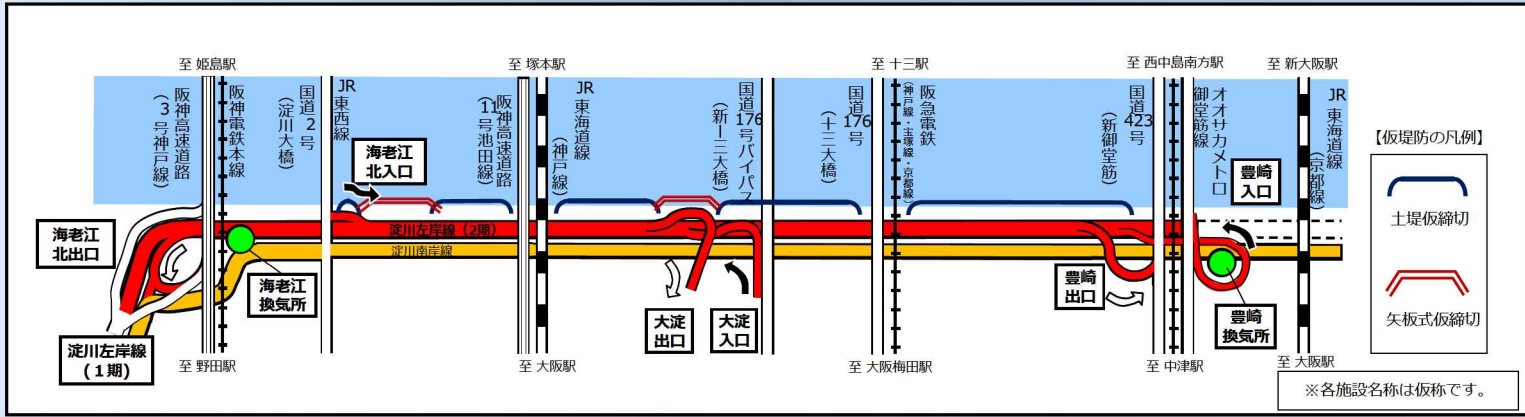 至 姫島駅
至 塚本駅
至 十三駅
至 西中島南方駅
至 新大阪駅
阪神高速道路
(3号神戸線)
阪神電鉄本線
国道2号
(淀川大橋)
JR
東西線
阪神高速道路
(11号池田線)
JR
東海道線
(神戸線)
国道176号バイパス
(新十三大橋)
国道176号
(十三大橋)
阪急電鉄
(神戸線・宝塚線・京都線)
国道423号
(新御堂筋)
オオサカメトロ
御堂筋線
JR
東海道線
(京都線)
海老江
北入口
豊崎
入口
海老江
北出口
淀川左岸線(2期)
淀川南岸線
海老江
換気所
大淀
出口
大淀
入口
豊崎
出口
豊崎
換気所
淀川左岸線
(1期)
至 野田駅
至 大阪駅
至 大阪梅田駅
至 中津駅
至 大阪駅
【仮堤防の凡例】
土堤仮締切
矢板式仮締切
※各施設名称は仮称です。